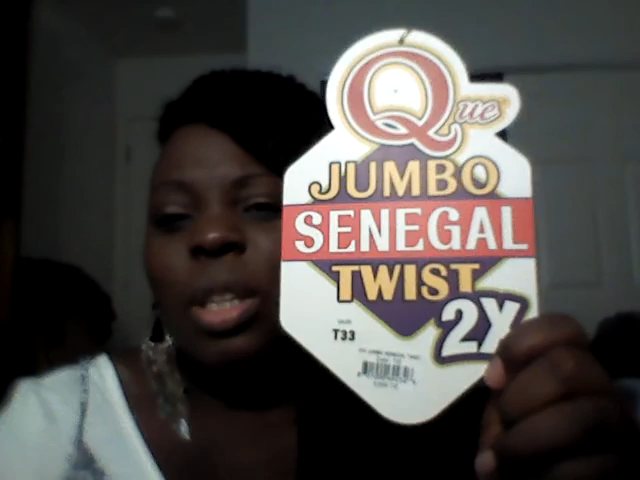 Que
JUMBO
SENEGAL
TWIST
2X
T33